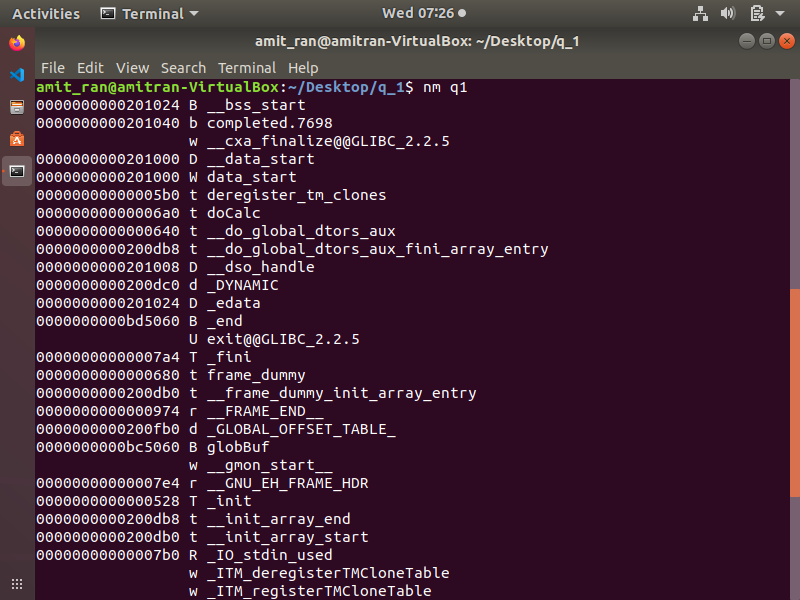 Activities Terminal Wed 07:26
amit_ran@amitran-VirtualBox: ~/Desktop/q_1
File Edit View Search Terminal Help
amit_ran@amitran-VirtualBox:~/Desktop/q_1$ nm q1
0000000000201024 B __bss_start
0000000000201040 b completed.7698
w __cxa_finalize@@GLIBC_2.2.5
0000000000201000 D __data_start
0000000000201000 W data_start
00000000000005b0 t deregister_tm_clones
00000000000006a0 t doCalc
0000000000000640 t __do_global_dtors_aux
0000000000200db8 t __do_global_dtors_aux_fini_array_entry
0000000000201008 D __dso_handle
0000000000200dc0 d _DYNAMIC
0000000000201024 D _edata
0000000000bd5060 B _end
U exit@@GLIBC_2.2.5
00000000000007a4 T _fini
0000000000000680 t frame_dummy
0000000000200db0 t __frame_dummy_init_array_entry
0000000000000974 r __FRAME_END__
0000000000200fb0 d _GLOBAL_OFFSET_TABLE_
0000000000bc5060 B globBuf
w __gmon_start__
00000000000007e4 r __GNU_EH_FRAME_HDR
0000000000000528 T _init
0000000000200db8 t __init_array_end
0000000000200db0 t __init_array_start
00000000000007b0 R _IO_stdin_used
w _ITM_deregisterTMCloneTable
w _ITM_registerTMCloneTable